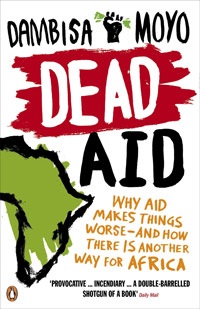 DAMBISA MOYO
DEAD
AID
WHY AID
MAKES THINGS
WORSE-AND HOW
THERE IS ANOTHER
WAY FOR AFRICA
'PROVOCATIVE ... INCENDIARY ... A DOUBLE-BARRELLED
SHOTGUN OF A BOOK' Daily Mail